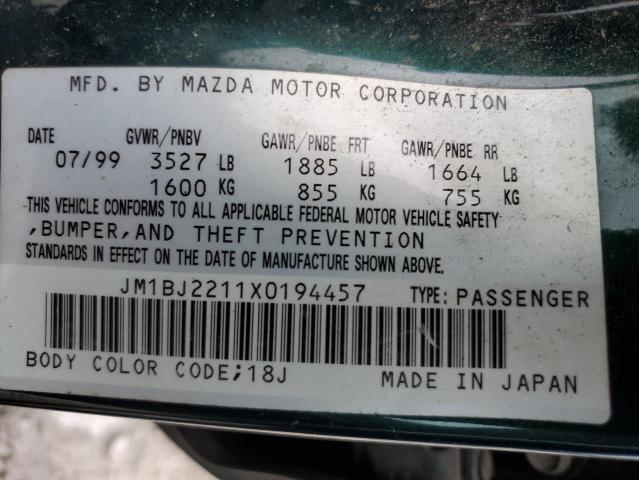 MFD. BY MAZDA MOTOR CORPORATION
DATE GVWR/PNBV GAWR/PNBE FRT GAWR/PNBE RR
07/99 3527 LB 1885 LB 1664 LB
1600 KG 855 KG 755 KG
THIS VEHICLE CONFORMS TO ALL APPLICABLE FEDERAL MOTOR VEHICLE SAFETY
,BUMPER,AND THEFT PREVENTION
STANDARDS IN EFFECT ON THE DATE OF MANUFACTURE SHOWN ABOVE.
JM1BJ2211X0194457 TYPE: PASSENGER
BODY COLOR CODE;18J MADE IN JAPAN